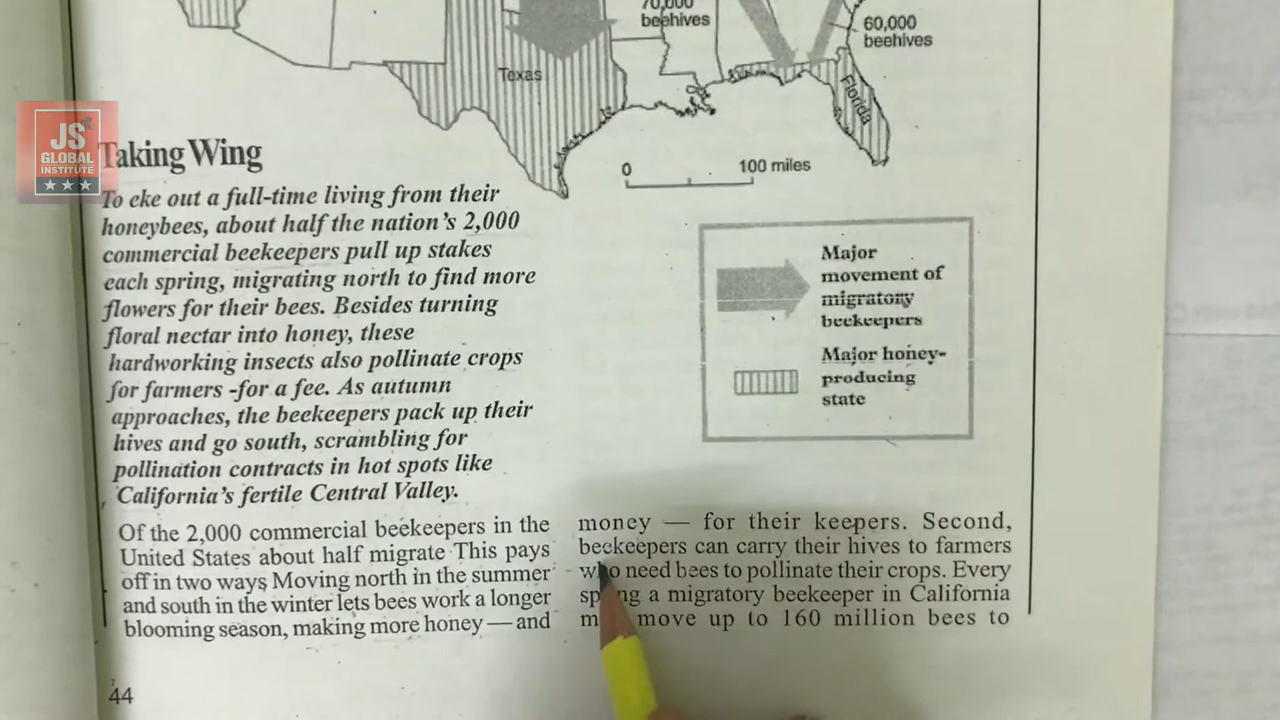 70,000
beehives
60,000
beehives
Texas
Florida
0 100 miles
JS
GLOBAL
INSTITUTE
Taking Wing
To eke out a full-time living from their
honeybees, about half the nation's 2,000
commercial beekeepers pull up stakes
each spring, migrating north to find more
flowers for their bees. Besides turning
floral nectar into honey, these
hardworking insects also pollinate crops
for farmers -for a fee. As autumn
approaches, the beekeepers pack up their
hives and go south, scrambling for
pollination contracts in hot spots like
California's fertile Central Valley.
Major
movement of
migratory
beekeepers
Major honey-
producing
state
Of the 2,000 commercial beekeepers in the
United States about half migrate This pays
off in two ways Moving north in the summer
and south in the winter lets bees work a longer
blooming season, making more honey — and
money — for their keepers. Second,
beekeepers can carry their hives to farmers
who need bees to pollinate their crops. Every
spring a migratory beekeeper in California
move up to 160 million bees to
44